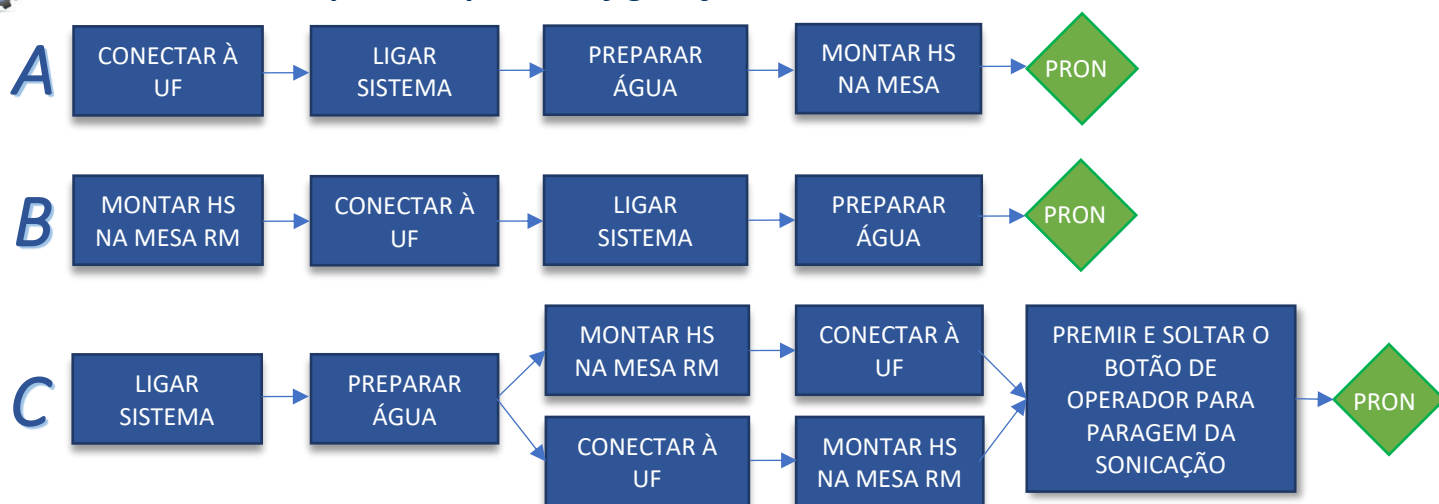 A
CONECTAR À
UF
LIGAR
SISTEMA
PREPARAR
ÁGUA
MONTAR HS
NA MESA
PRON
B
MONTAR HS
NA MESA RM
CONECTAR À
UF
LIGAR
SISTEMA
PREPARAR
ÁGUA
PRON
C
LIGAR
SISTEMA
PREPARAR
ÁGUA
MONTAR HS
NA MESA RM
CONECTAR À
UF
CONECTAR À
UF
MONTAR HS
NA MESA RM
PREMIR E SOLTAR O
BOTÃO DE
OPERADOR PARA
PARAGEM DA
SONICAÇÃO
PRON